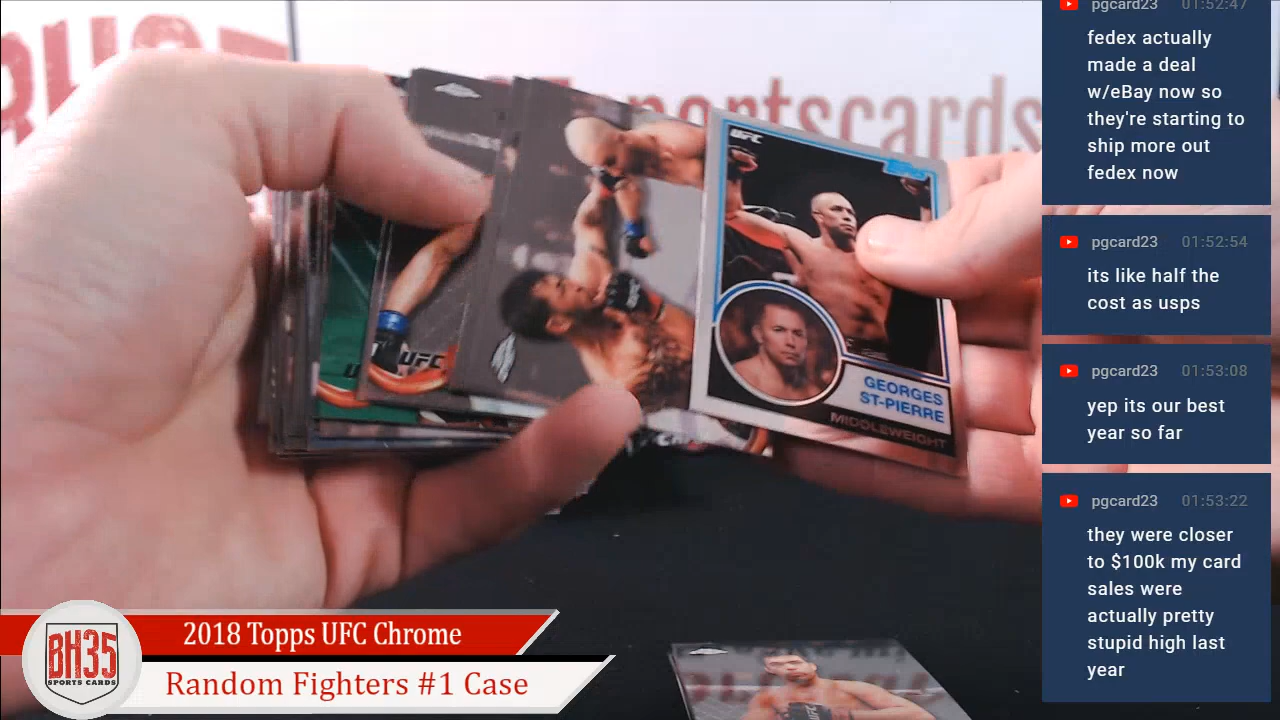 pgcard23 01:52:47
fedex actually
made a deal
w/eBay now so
they're starting to
ship more out
fedex now
pgcard23 01:52:54
its like half the
cost as usps
pgcard23 01:53:08
yep its our best
year so far
pgcard23 01:53:22
they were closer
to $100k my card
sales were
actually pretty
stupid high last
year
sportscards
UFC
GEORGES
ST-PIERRE
MIDDLEWEIGHT
UFC
UFC
BH35
SPORTS CARDS
2018 Topps UFC Chrome
Random Fighters #1 Case